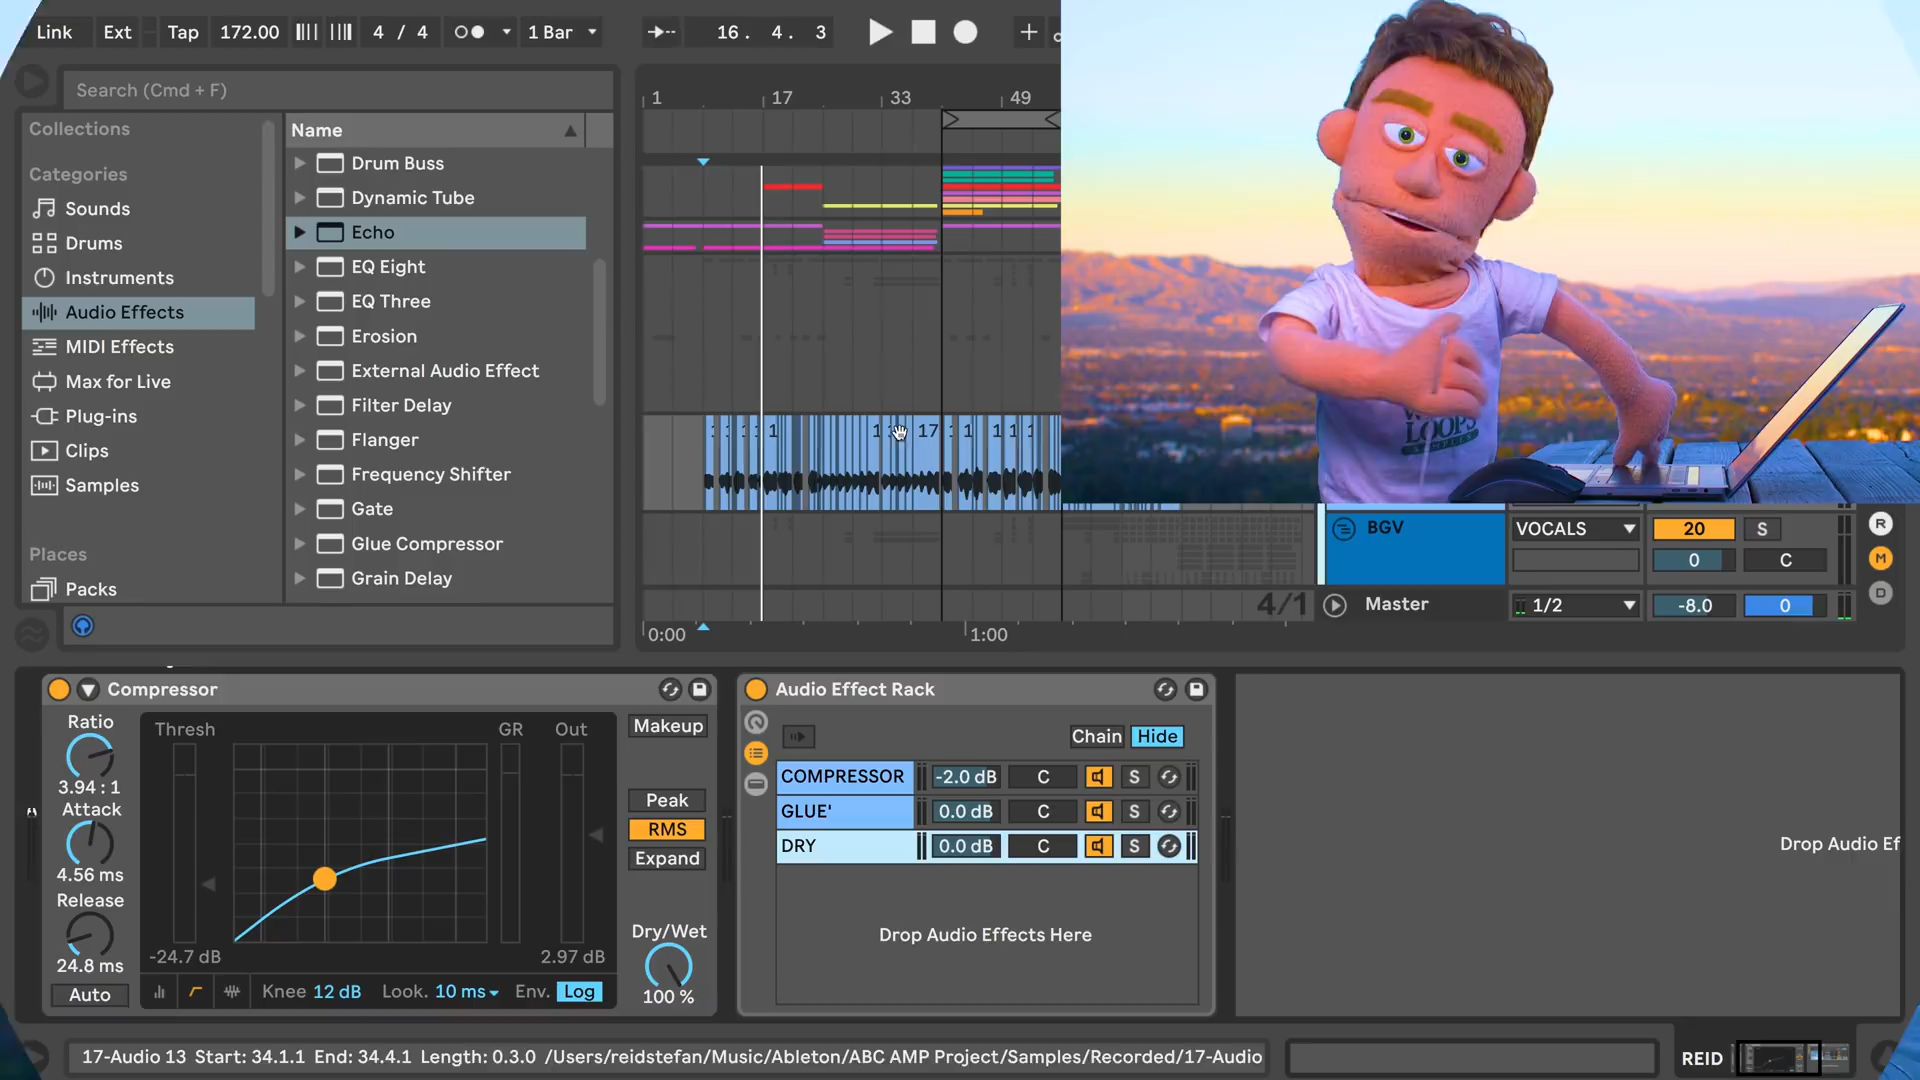 Link Ext Tap 172.00 4 / 4 1 Bar 16. 4. 3
Search (Cmd + F)
Collections
Categories
Sounds
Drums
Instruments
Audio Effects
MIDI Effects
Max for Live
Plug-ins
Clips
Samples
Places
Packs
Name
Drum Buss
Dynamic Tube
Echo
EQ Eight
EQ Three
Erosion
External Audio Effect
Filter Delay
Flanger
Frequency Shifter
Gate
Glue Compressor
Grain Delay
1 17 33 49
1 1 17 1 1 1 1
0:00 1:00
4/1
LOOPS
BGV VOCALS 20 S
0 C
Master 1/2 -8.0 0
R
M
D
Compressor
Ratio
3.94 : 1
Attack
4.56 ms
Release
24.8 ms
Auto
Thresh GR Out
-24.7 dB 2.97 dB
Knee 12 dB Look. 10 ms Env. Log
Makeup
Peak
RMS
Expand
Dry/Wet
100 %
Audio Effect Rack
Chain Hide
COMPRESSOR -2.0 dB C S
GLUE' 0.0 dB C S
DRY 0.0 dB C S
Drop Audio Effects Here
Drop Audio Ef
17-Audio 13 Start: 34.1.1 End: 34.4.1 Length: 0.3.0 /Users/reidstefan/Music/Ableton/ABC AMP Project/Samples/Recorded/17-Audio
REID